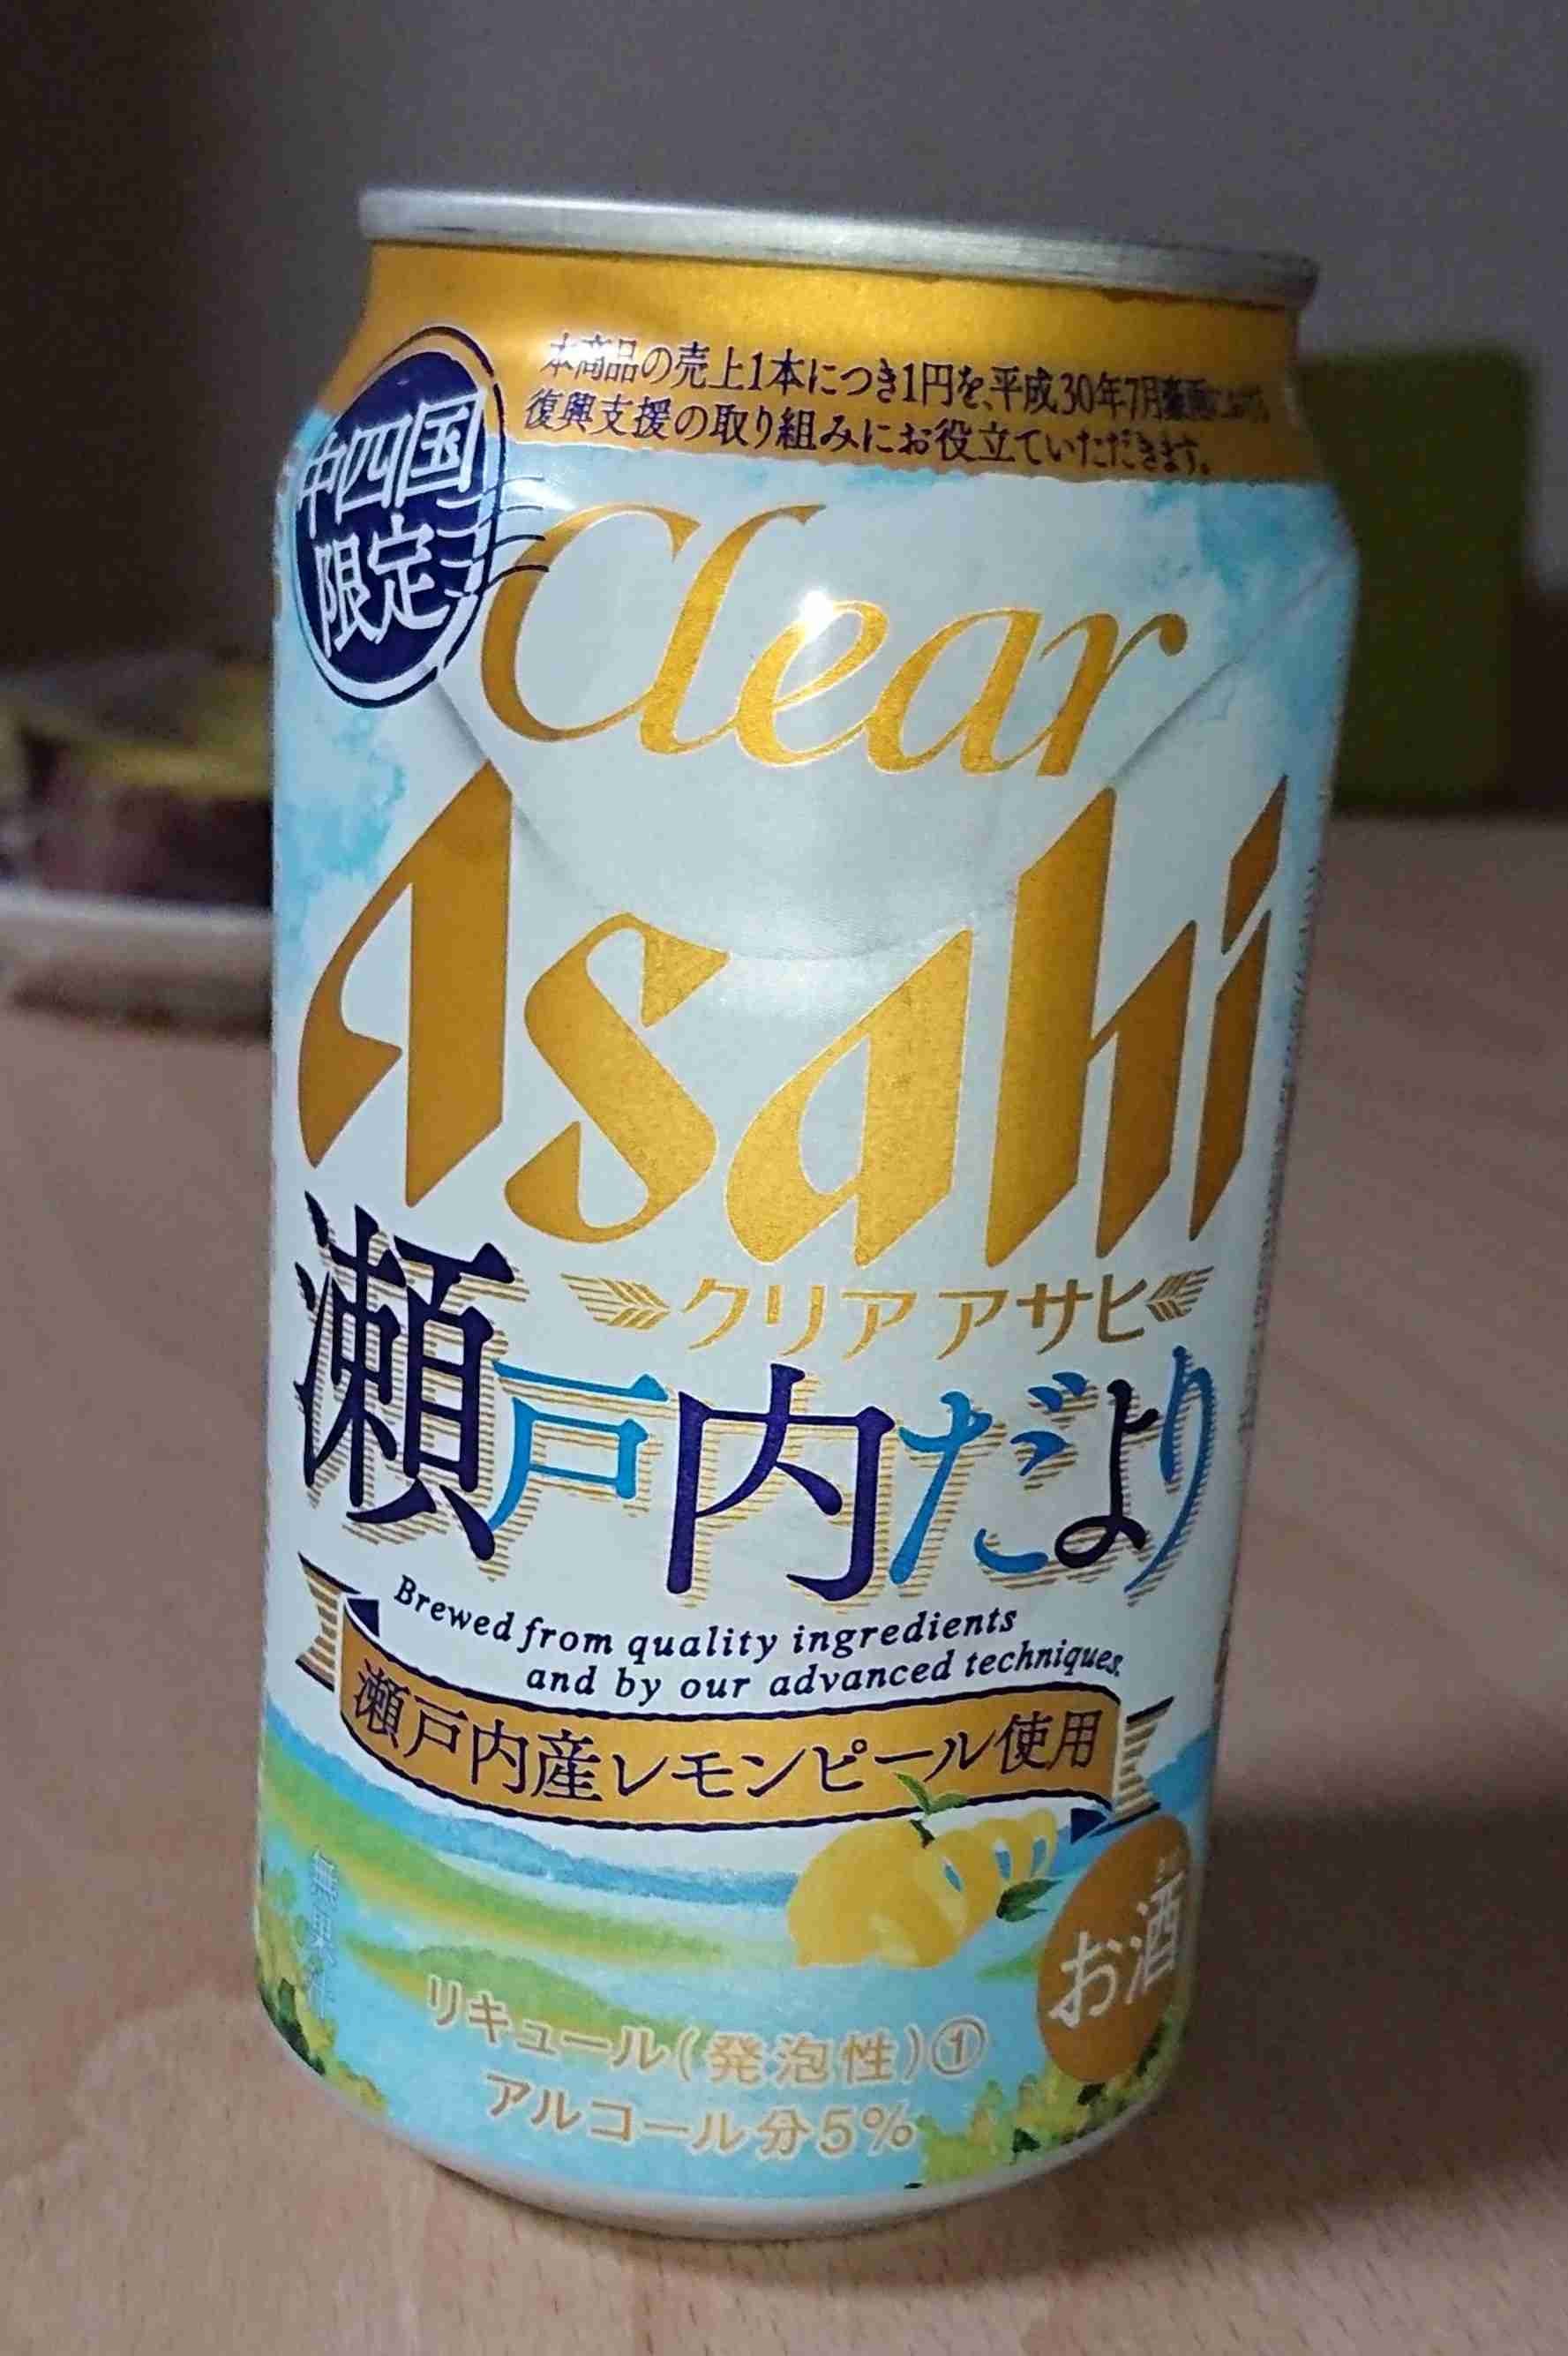 本商品の売上1本につき1円を、平成30年7月豪雨
復興支援の取り組みにお役立ていただきます。
中四国
限定
Clear
Asahi
クリア アサヒ
瀬戸内だより
Brewed from quality ingredients
and by our advanced techniques.
瀬戸内産レモンピール使用
無果汁
お酒
リキュール(発泡性)①
アルコール分5%